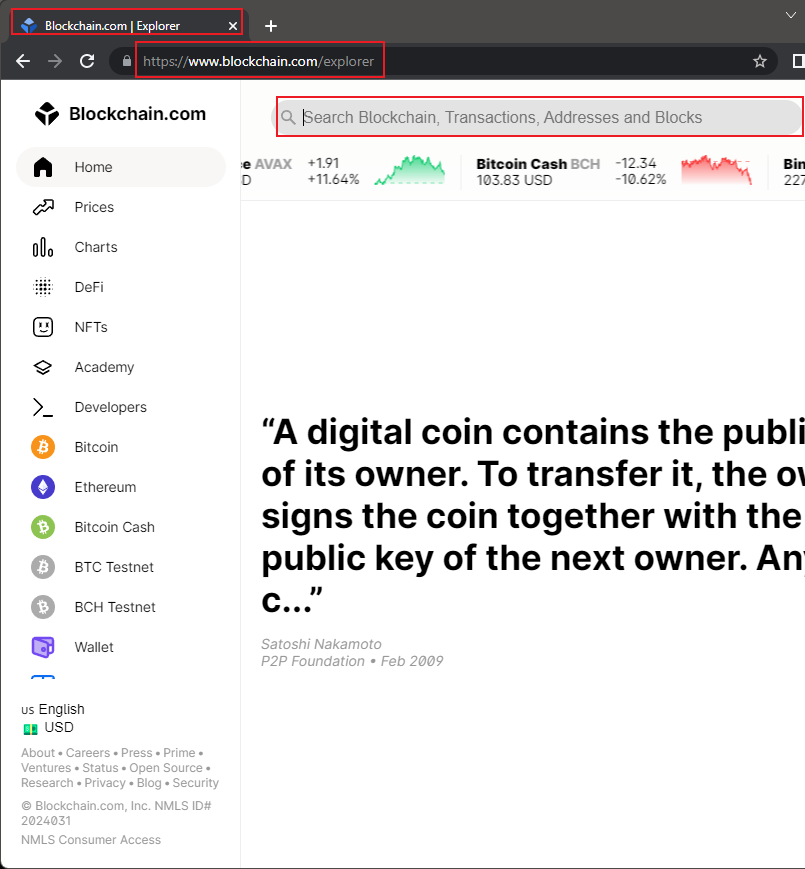 Blockchain.com | Explorer
https://www.blockchain.com/explorer
Blockchain.com
Search Blockchain, Transactions, Addresses and Blocks
AVAX +1.91 Bitcoin Cash BCH -12.34
+11.64% 103.83 USD -10.62% 227
Home
Prices
Charts
DeFi
NFTs
Academy
Developers
Bitcoin
Ethereum
Bitcoin Cash
BTC Testnet
BCH Testnet
Wallet
“A digital coin contains the publi
of its owner. To transfer it, the ow
signs the coin together with the
public key of the next owner. Any
c...”
Satoshi Nakamoto
P2P Foundation • Feb 2009
US English
USD
About • Careers • Press • Prime •
Ventures • Status • Open Source •
Research • Privacy • Blog • Security
© Blockchain.com, Inc. NMLS ID#
2024031
NMLS Consumer Access